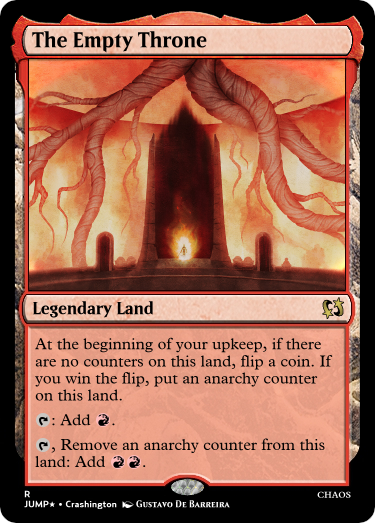 The Empty Throne
Legendary Land
At the beginning of your upkeep, if there
are no counters on this land, flip a coin. If
you win the flip, put an anarchy counter
on this land.
: Add .
, Remove an anarchy counter from this
land: Add .
R
CHAOS
JUMP★ • Crashington GUSTAVO DE BARREIRA